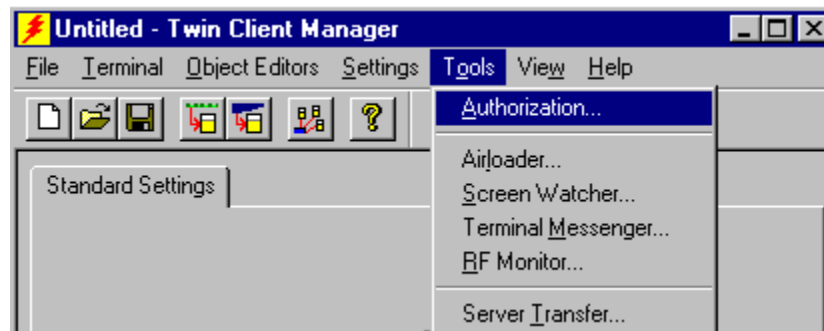 Untitled - Twin Client Manager
File Terminal Object Editors Settings Tools View Help
Authorization...
Airloader...
Standard Settings
Screen Watcher...
Terminal Messenger...
RF Monitor...
Server Transfer...